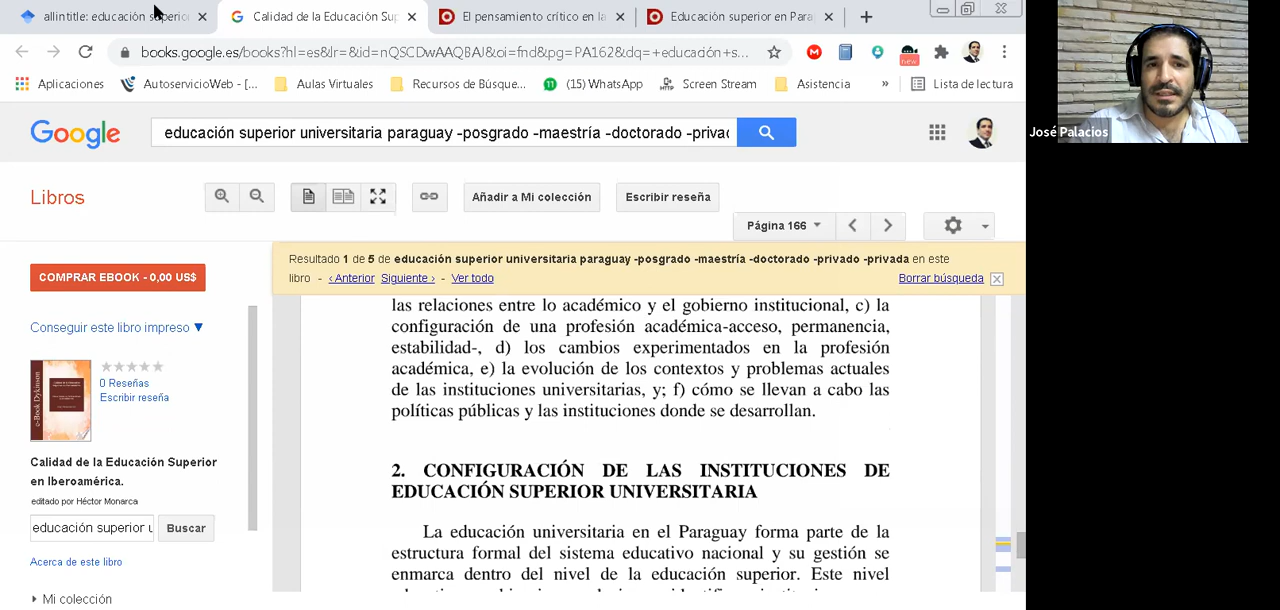 allintitle: educación superio
Calidad de la Educación Su
El pensamiento crítico en la
Educación superior en Para
books.google.es/books?hl=es&lr=&id=nQSCDwAAQBAJ&oi=fnd&pg=PA162&dq=+educación+s...
new
Aplicaciones
AutoservicioWeb - [...
Aulas Virtuales
Recursos de Búsque...
(15) WhatsApp
Screen Stream
Asistencia
»
Lista de lectura
Google
educación superior universitaria paraguay -posgrado -maestría -doctorado -privad
José Palacios
Libros
Añadir a Mi colección
Escribir reseña
Página 166
Resultado 1 de 5 de educación superior universitaria paraguay -posgrado -maestría -doctorado -privado -privada en este
libro - ‹ Anterior Siguiente › - Ver todo
Borrar búsqueda
COMPRAR EBOOK - 0,00 US$
Conseguir este libro impreso
0 Reseñas
Escribir reseña
Calidad de la Educación Superior
en Iberoamérica.
editado por Héctor Monarca
educación superior u
Buscar
Acerca de este libro
Mi colección
las relaciones entre lo académico y el gobierno institucional, c) la
configuración de una profesión académica-acceso, permanencia,
estabilidad-, d) los cambios experimentados en la profesión
académica, e) la evolución de los contextos y problemas actuales
de las instituciones universitarias, y; f) cómo se llevan a cabo las
políticas públicas y las instituciones donde se desarrollan.
2. CONFIGURACIÓN DE LAS INSTITUCIONES DE
EDUCACIÓN SUPERIOR UNIVERSITARIA
La educación universitaria en el Paraguay forma parte de la
estructura formal del sistema educativo nacional y su gestión se
enmarca dentro del nivel de la educación superior. Este nivel